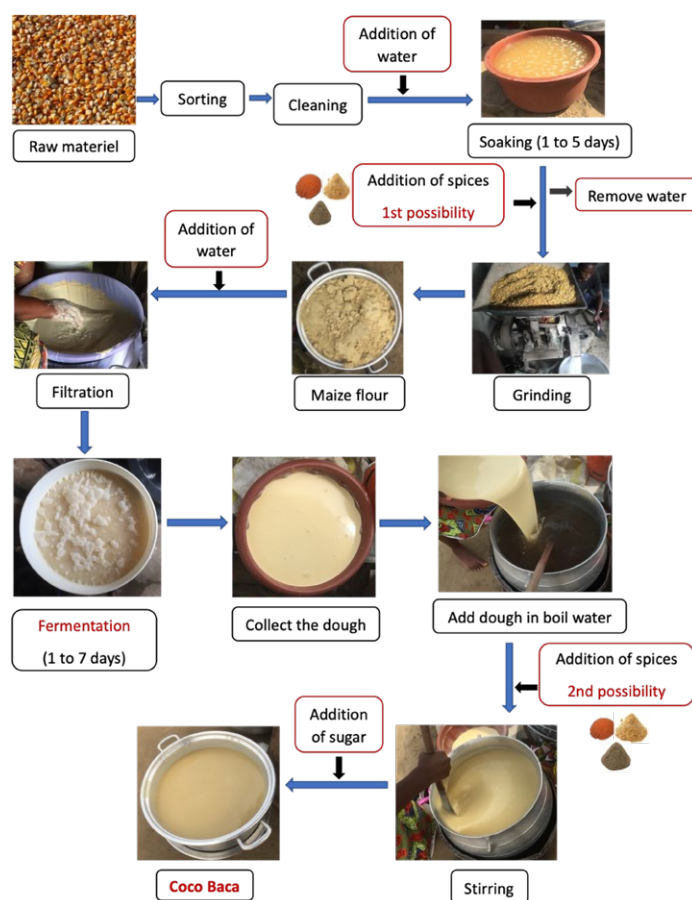 Addition of
water
Sorting
Cleaning
Raw materiel
Soaking (1 to 5 days)
Addition of spices
1st possibility
Remove water
Addition of
water
Filtration
Maize flour
Grinding
Fermentation
(1 to 7 days)
Collect the dough
Add dough in boil water
Addition of spices
2nd possibility
Addition
of sugar
Coco Baca
Stirring